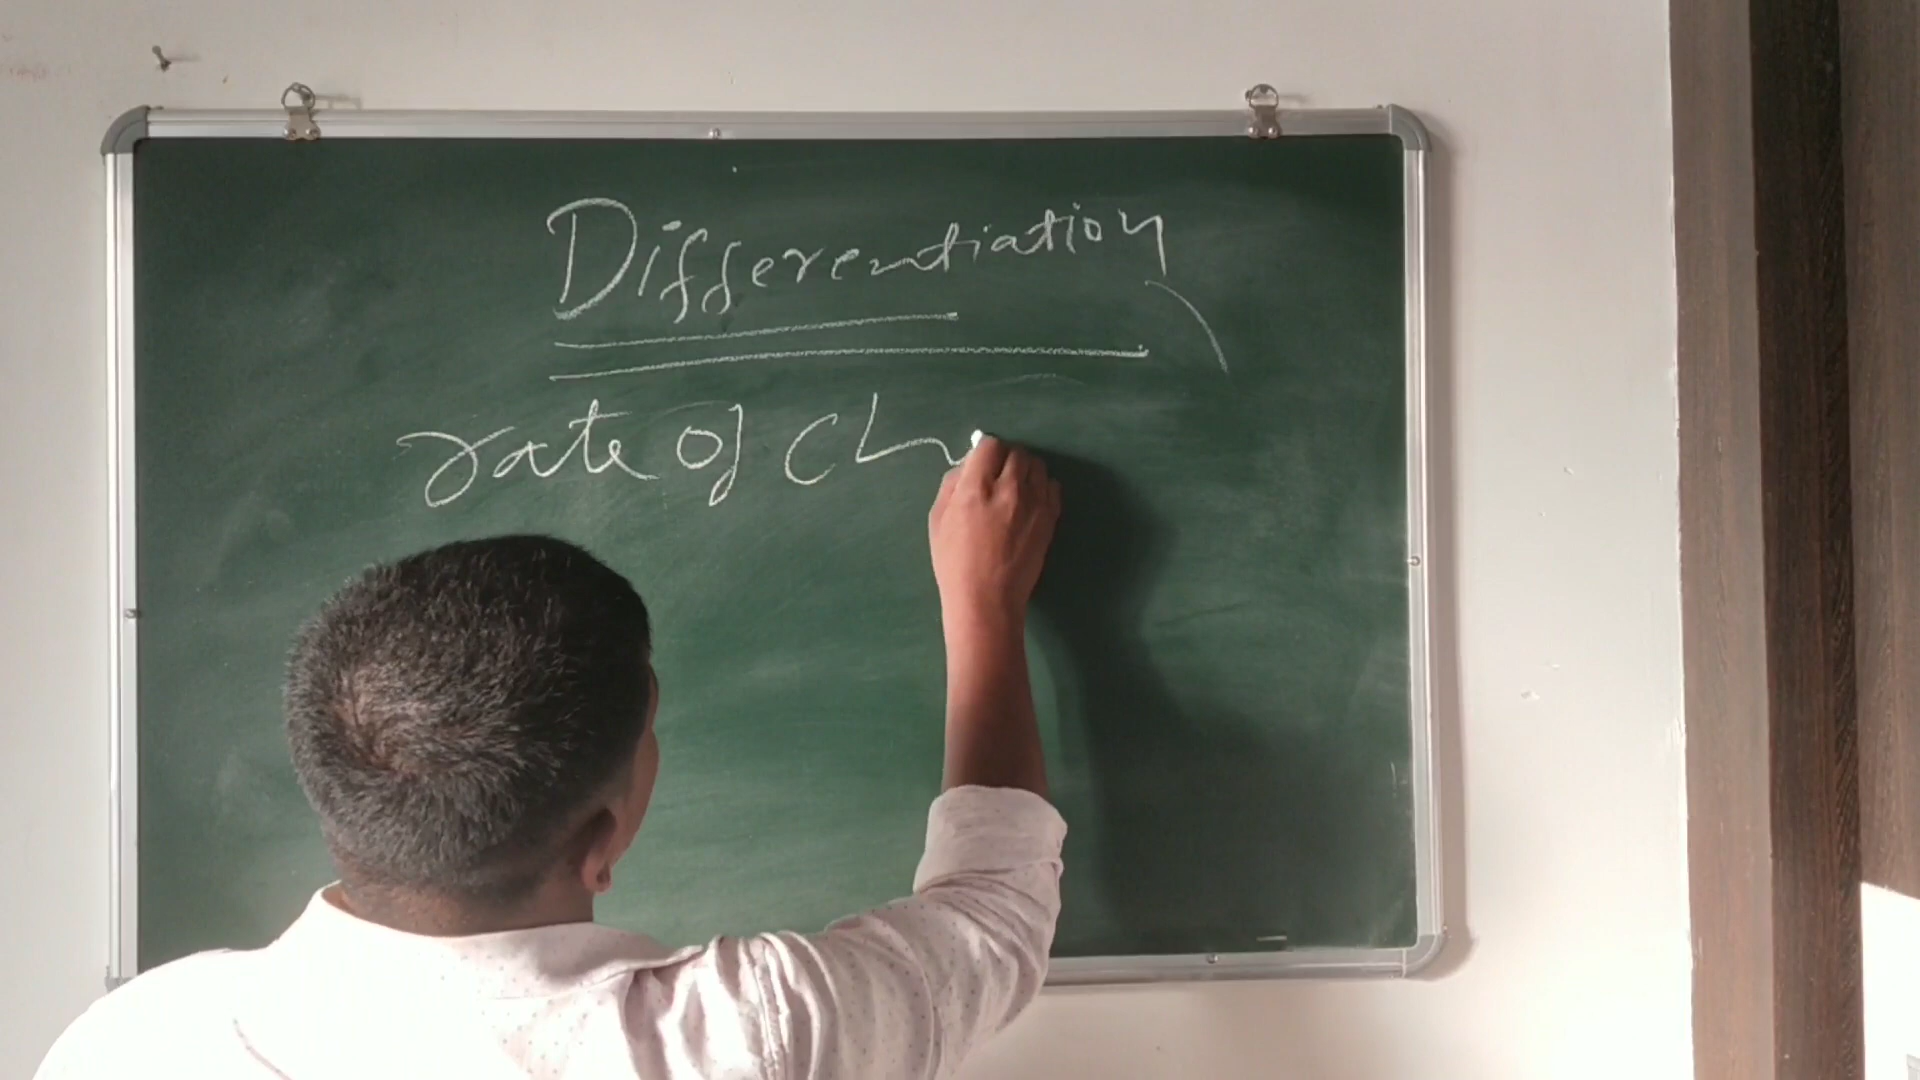 Differentiation
rate of Ch